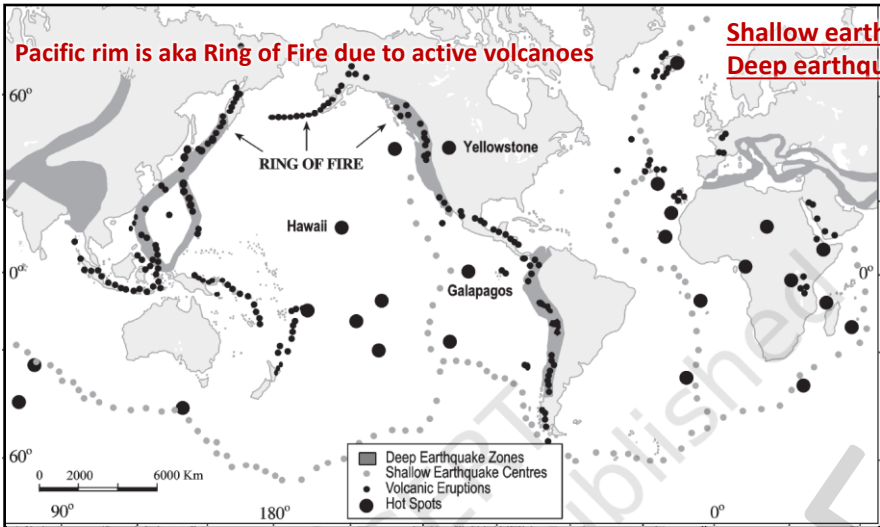 Pacific rim is aka Ring of Fire due to active volcanoes
Shallow earth
Deep earthqu
60°
RING OF FIRE
Yellowstone
Hawaii
0°
0°
Galapagos
60°
0 2000 6000 Km
Deep Earthquake Zones
Shallow Earthquake Centres
Volcanic Eruptions
Hot Spots
90°
180°
0°